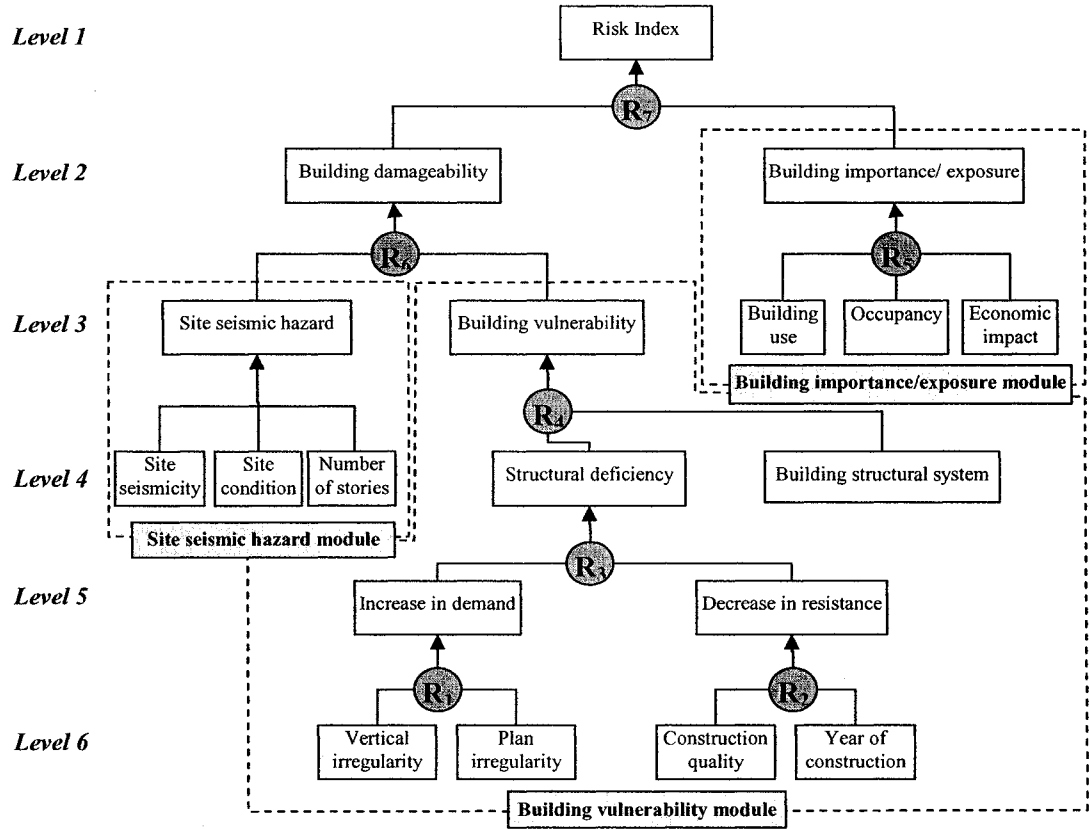 Level 1
Risk Index
R7
Level 2
Building damageability
Building importance/ exposure
R6
R5
Level 3
Site seismic hazard
Building vulnerability
Building
use
Occupancy
Economic
impact
Building importance/exposure module
R4
Level 4
Site
seismicity
Site
condition
Number
of stories
Structural deficiency
Building structural system
Site seismic hazard module
R3
Level 5
Increase in demand
Decrease in resistance
R1
R2
Level 6
Vertical
irregularity
Plan
irregularity
Construction
quality
Year of
construction
Building vulnerability module